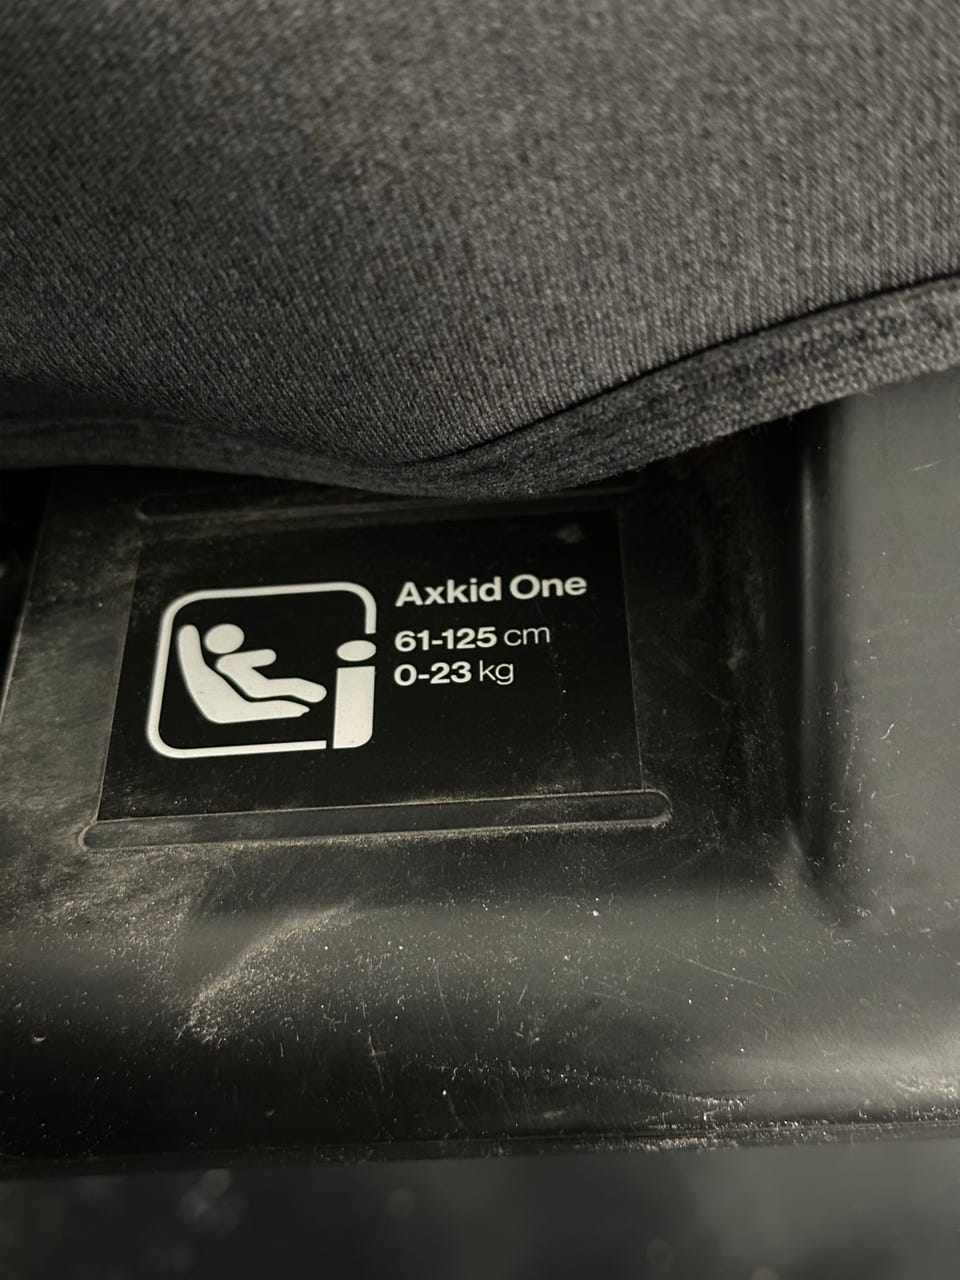 Axkid One
61-125 cm
0-23 kg